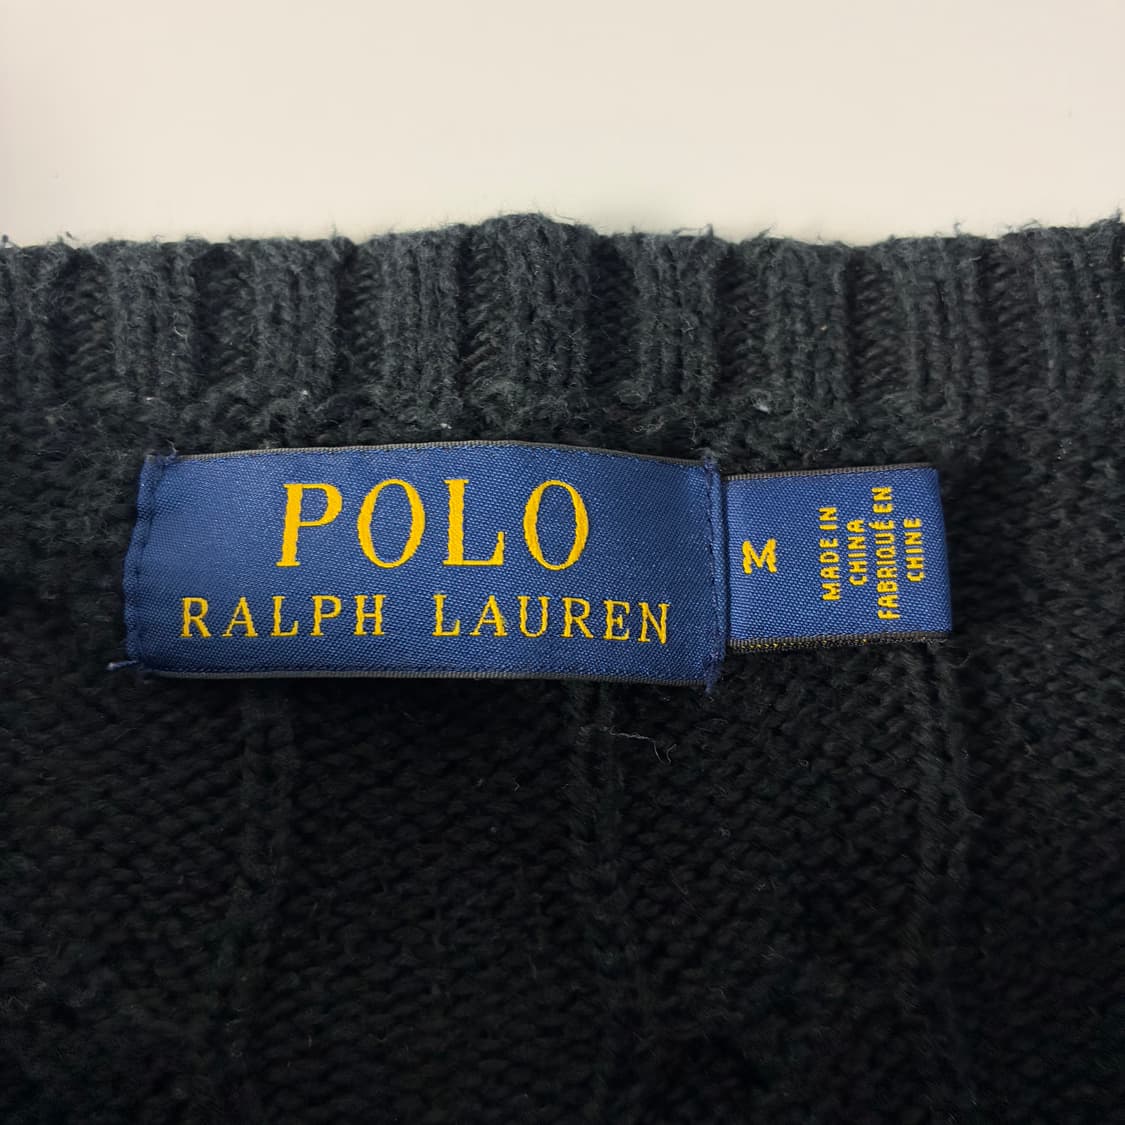 POLO
RALPH LAUREN
M
MADE IN
CHINA
FABRIQUÉ EN
CHINE